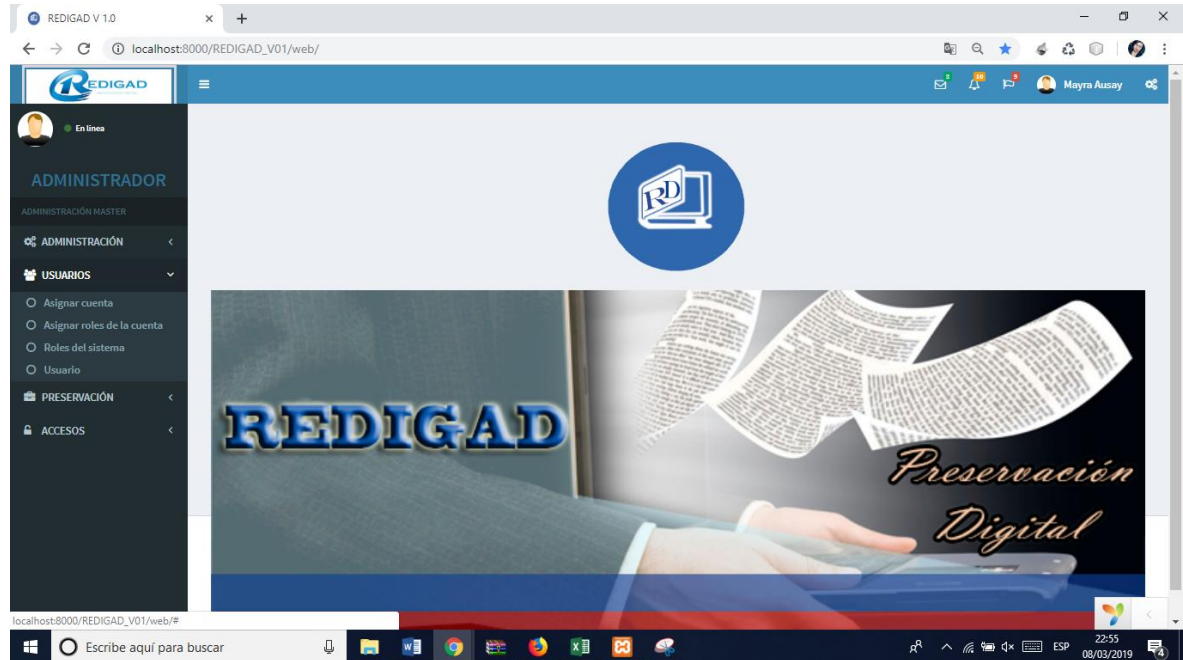 REDIGAD V 1.0
localhost:8000/REDIGAD_V01/web/
REDIGAD
Mayra Ausay
En línea
ADMINISTRADOR
ADMINISTRACIÓN MASTER
ADMINISTRACIÓN
USUARIOS
Asignar cuenta
Asignar roles de la cuenta
Roles del sistema
Usuario
PRESERVACIÓN
ACCESOS
RD
REDIGAD
Preservación
Digital
localhost:8000/REDIGAD_V01/web/#
Escribe aquí para buscar
ESP
22:55
08/03/2019
4